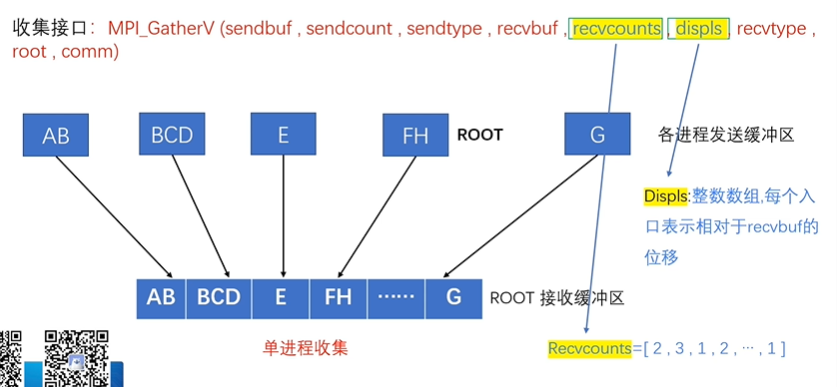 收集接口：MPI_GatherV (sendbuf , sendcount , sendtype , recvbuf , recvcounts , displs , recvtype ,
root , comm)
AB
BCD
E
FH
ROOT
G
各进程发送缓冲区
Displs:整数数组,每个入
口表示相对于recvbuf的
位移
AB
BCD
E
FH
……
G
ROOT 接收缓冲区
单进程收集
Recvcounts=[ 2 , 3 , 1 , 2 , ··· , 1 ]